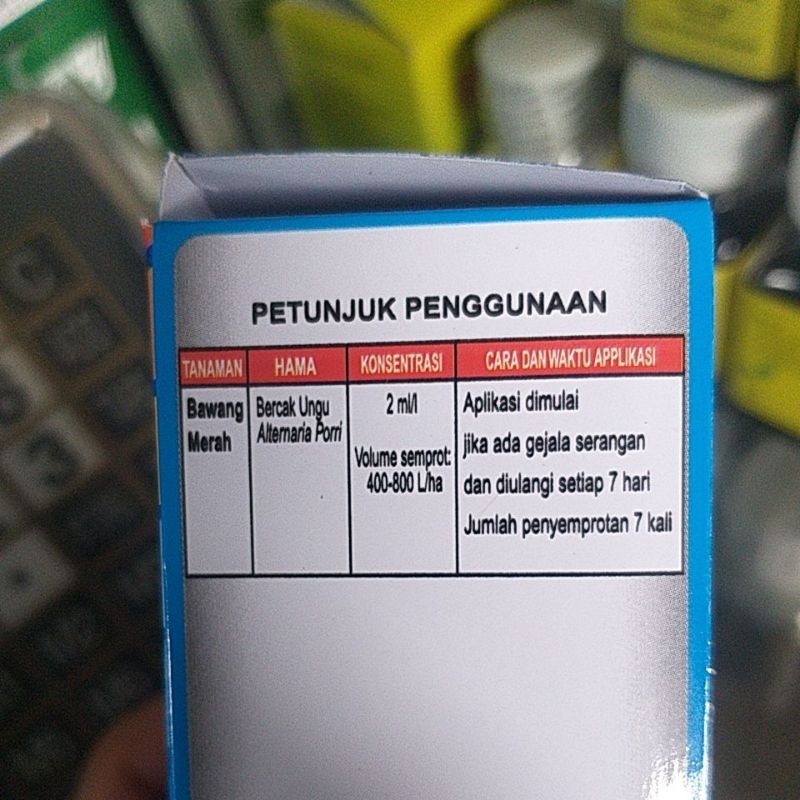 PETUNJUK PENGGUNAAN
TANAMAN HAMA KONSENTRASI CARA DAN WAKTU APPLIKASI
Bawang
Merah
Bercak Ungu
Alternaria Porri
2 ml/l
Volume semprot:
400-800 L/ha
Aplikasi dimulai
jika ada gejala serangan
dan diulangi setiap 7 hari
Jumlah penyemprotan 7 kali